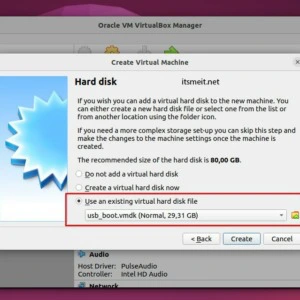 Oracle VM VirtualBox Manager
Create Virtual Machine
Hard disk
itsmeit.net
If you wish you can add a virtual hard disk to the new machine. You
can either create a new hard disk file or select one from the list or
from another location using the folder icon.
If you need a more complex storage set-up you can skip this step and
make the changes to the machine settings once the machine is
created.
The recommended size of the hard disk is 80,00 GB.
Do not add a virtual hard disk
Create a virtual hard disk now
Use an existing virtual hard disk file
usb_boot.vmdk (Normal, 29,31 GB)
< Back
Create
Cancel
Audio
Host Driver: PulseAudio
Controller: Intel HD Audio
Network